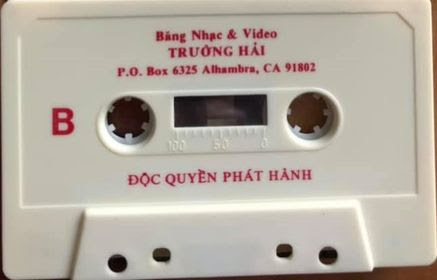 Băng Nhạc & Video
TRƯỜNG HẢI
P.O. Box 6325 Alhambra, CA 91802
B
100 50 0
ĐỘC QUYỀN PHÁT HÀNH